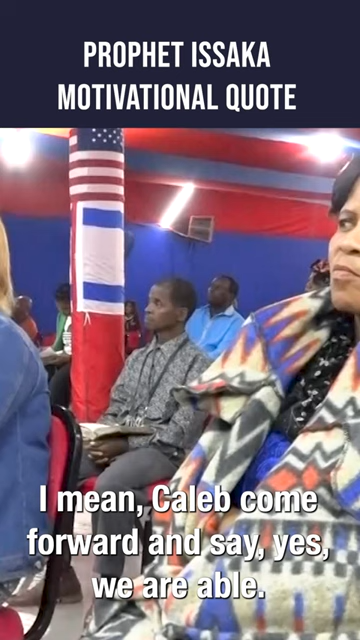 PROPHET ISSAKA
MOTIVATIONAL QUOTE
I mean, Caleb come
forward and say, yes,
we are able.